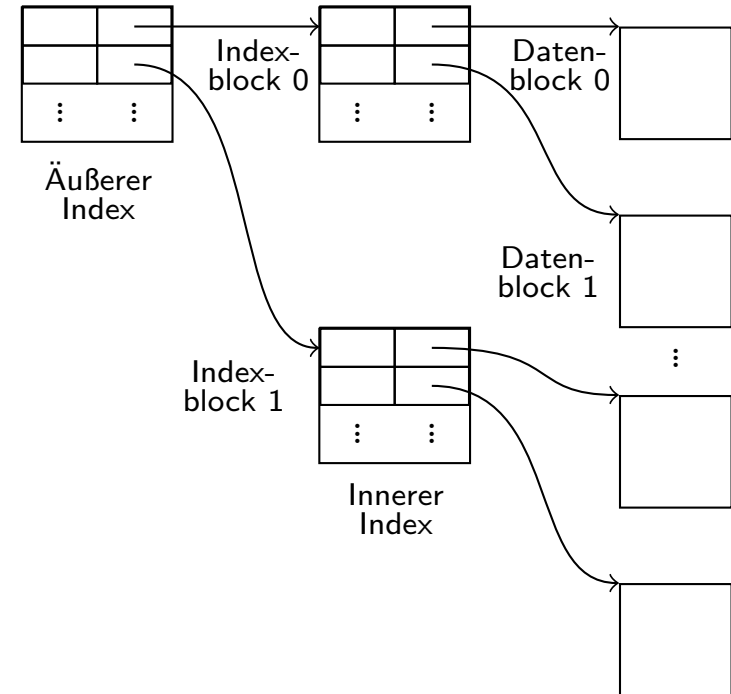 Index-
block 0
Daten-
block 0
Äußerer
Index
Daten-
block 1
Index-
block 1
Innerer
Index